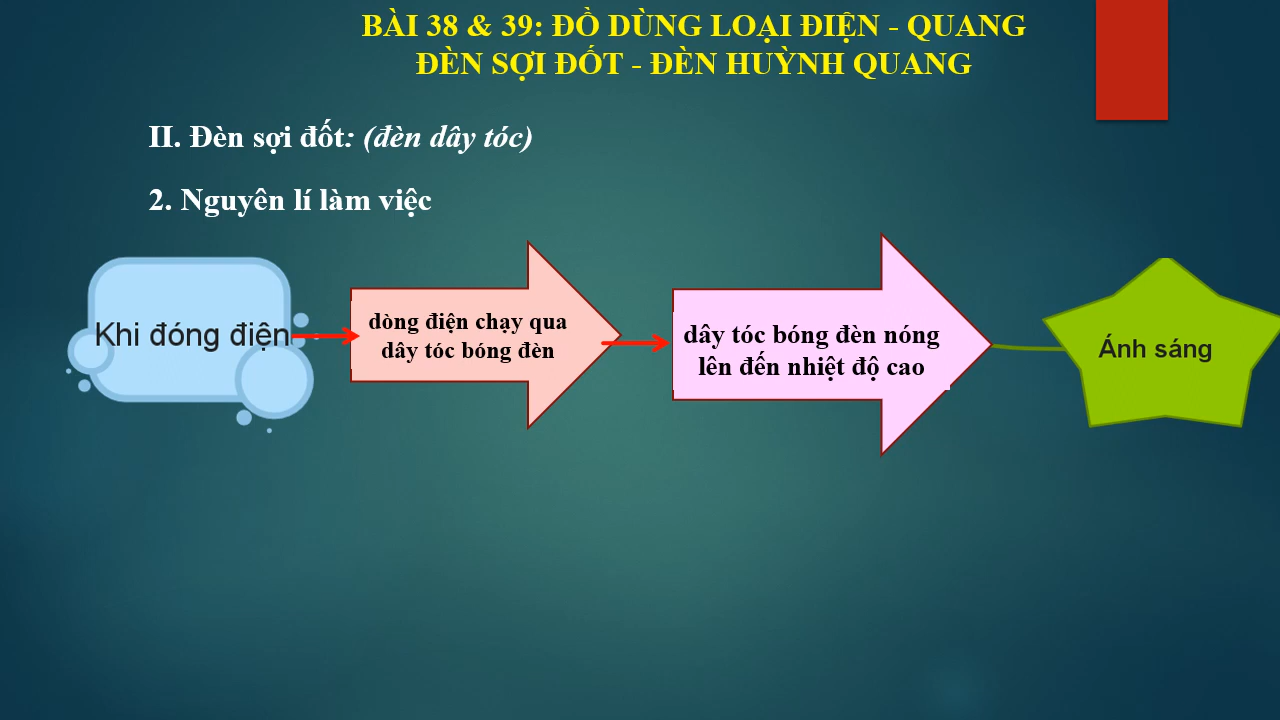 BÀI 38 & 39: ĐỒ DÙNG LOẠI ĐIỆN - QUANG
ĐÈN SỢI ĐỐT - ĐÈN HUỲNH QUANG
II. Đèn sợi đốt: (đèn dây tóc)
2. Nguyên lí làm việc
Khi đóng điện
dòng điện chạy qua
dây tóc bóng đèn
dây tóc bóng đèn nóng
lên đến nhiệt độ cao
Ánh sáng